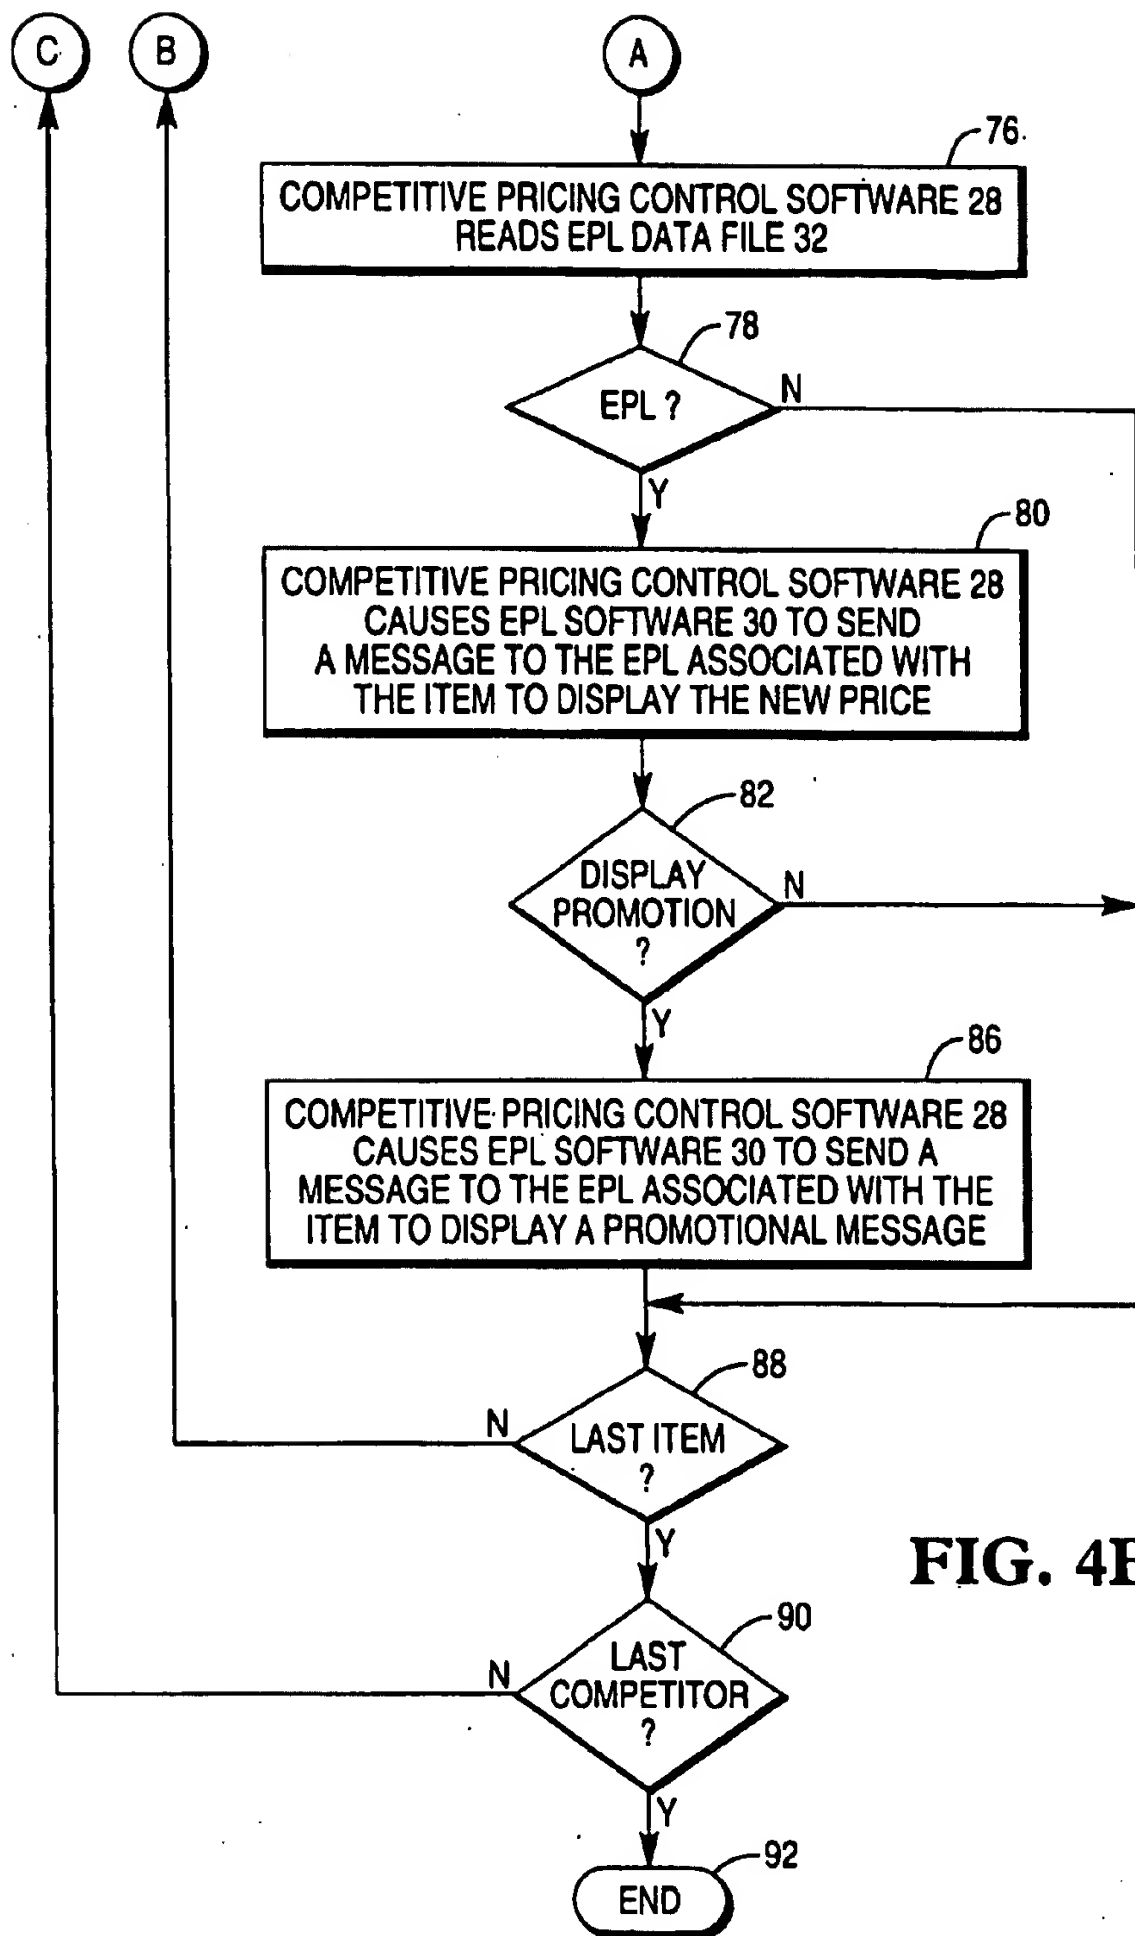 C
B
A
76
COMPETITIVE PRICING CONTROL SOFTWARE 28
READS EPL DATA FILE 32
78
EPL ?
N
Y
80
COMPETITIVE PRICING CONTROL SOFTWARE 28
CAUSES EPL SOFTWARE 30 TO SEND
A MESSAGE TO THE EPL ASSOCIATED WITH
THE ITEM TO DISPLAY THE NEW PRICE
82
DISPLAY
PROMOTION
?
N
Y
86
COMPETITIVE PRICING CONTROL SOFTWARE 28
CAUSES EPL SOFTWARE 30 TO SEND A
MESSAGE TO THE EPL ASSOCIATED WITH THE
ITEM TO DISPLAY A PROMOTIONAL MESSAGE
88
N
LAST ITEM
?
Y
FIG.
90
N
LAST
COMPETITOR
?
Y
92
END